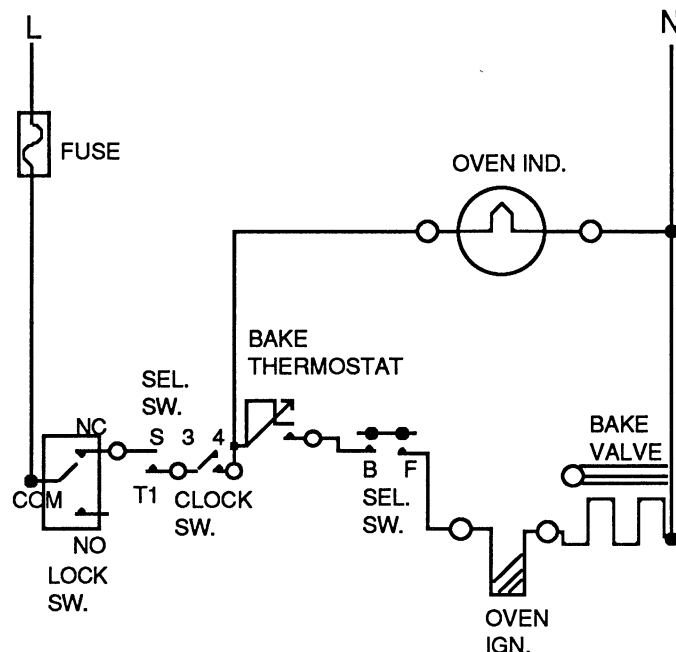 L
N
FUSE
OVEN IND.
BAKE
THERMOSTAT
SEL.
SW.
NC
S 3 4
BAKE
VALVE
COM
T1
CLOCK
SW.
B F
SEL.
SW.
NO
LOCK
SW.
OVEN
IGN.